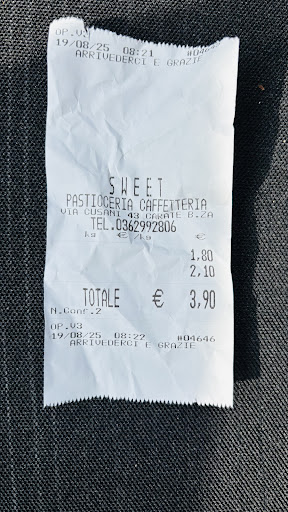 OP.V3
19/08/25 08:21 #04645
ARRIVEDERCI E GRAZIE
SWEET
PASTICCERIA CAFFETTERIA
VIA CUSANI 43 CARATE B.ZA
TEL.0362992806
kg € /kg €
1,80
2,10
TOTALE € 3,90
N.Conf.2
OP.V3
19/08/25 08:22 #04646
ARRIVEDERCI E GRAZIE